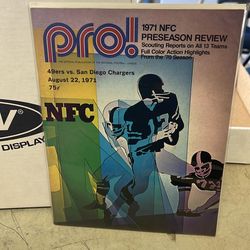 pro!
THE OFFICIAL PUBLICATION OF THE NATIONAL FOOTBALL LEAGUE
1971 NFC
PRESEASON REVIEW
Scouting Reports on All 13 Teams
Full Color Action Highlights
From the '70 Season
49ers vs. San Diego Chargers
August 22, 1971
75¢
NFC
DISPLAY